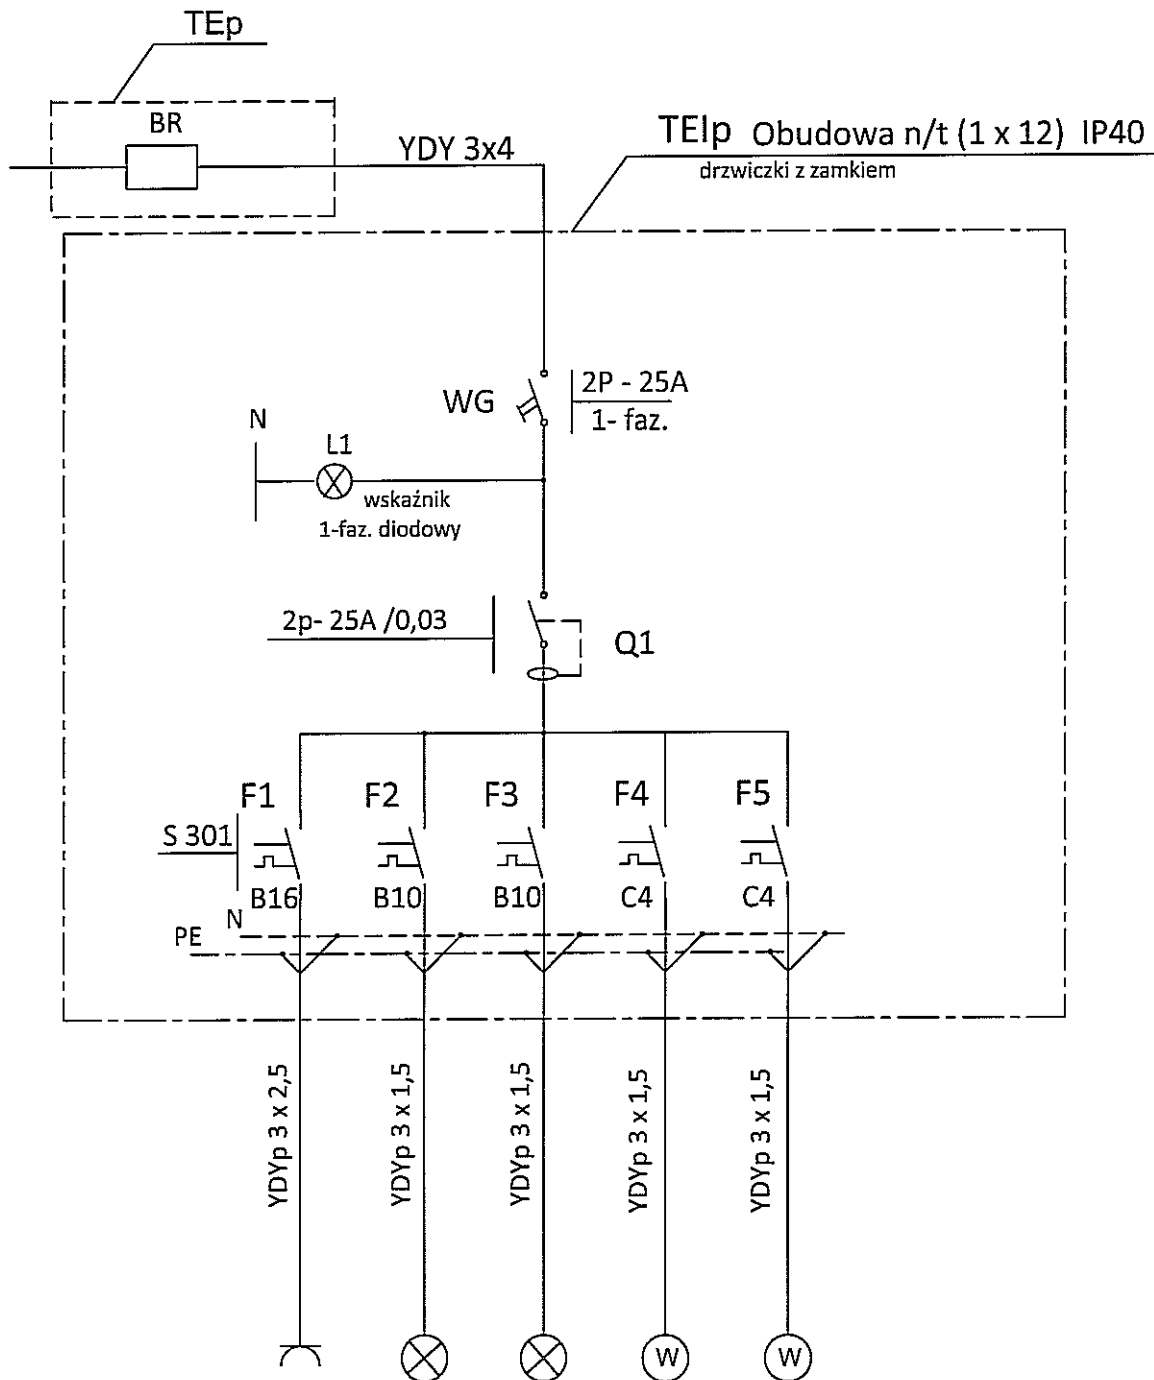 TEp
BR
YDY 3x4
TEIp Obudowa n/t (1 x 12) IP40
drzwiczki z zamkiem
WG
2P - 25A
1- faz.
N
L1
wskaźnik
1-faz. diodowy
2p- 25A /0,03
Q1
F1 F2 F3 F4 F5
S 301
B16 B10 B10 C4 C4
N
PE
YDYp 3 x 2,5
YDYp 3 x 1,5
YDYp 3 x 1,5
YDYp 3 x 1,5
YDYp 3 x 1,5
W W